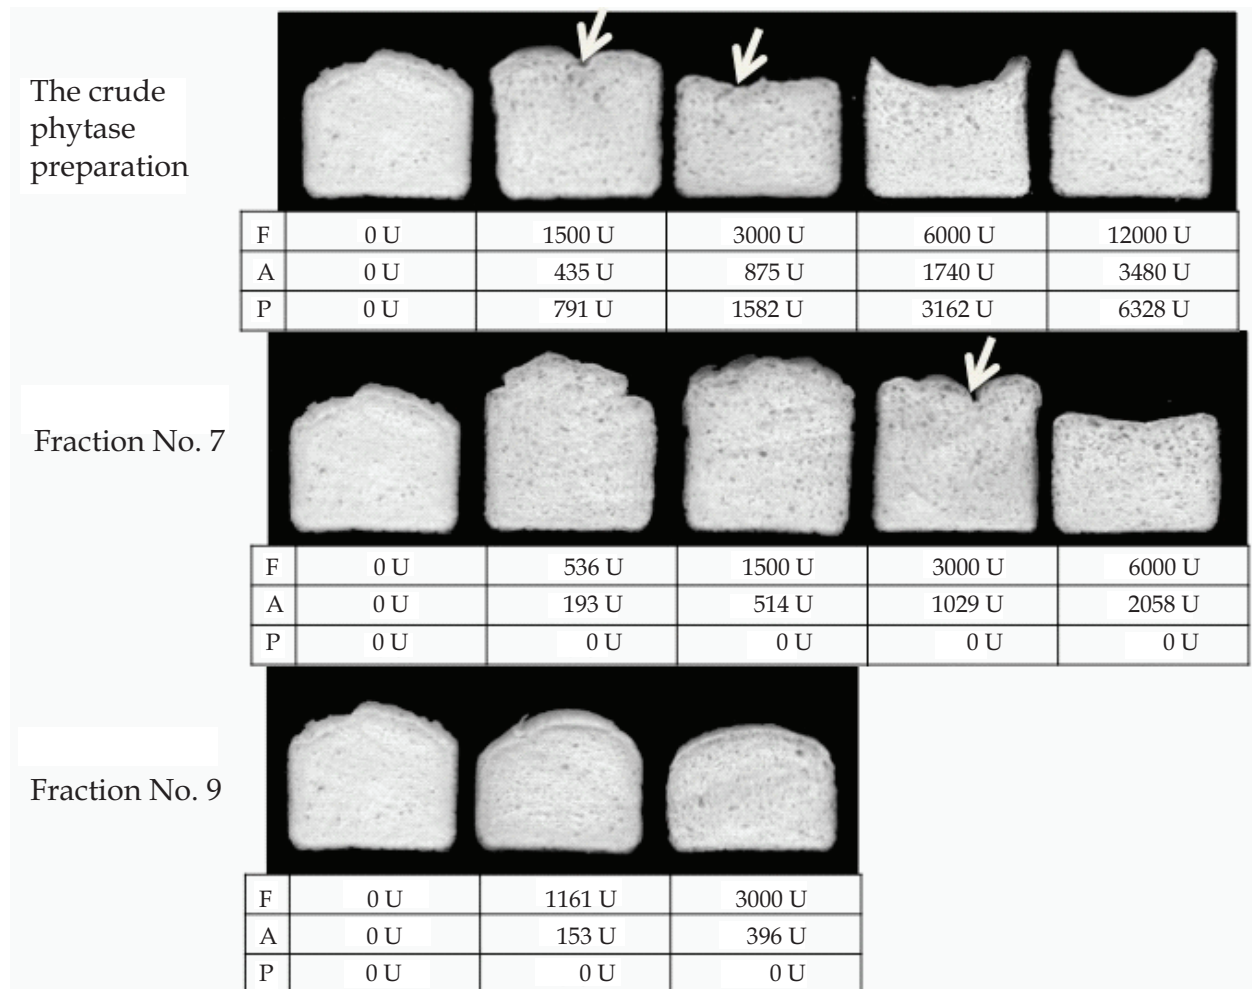 The crude
phytase
preparation
F 0 U 1500 U 3000 U 6000 U 12000 U
A 0 U 435 U 875 U 1740 U 3480 U
P 0 U 791 U 1582 U 3162 U 6328 U
Fraction No. 7
F 0 U 536 U 1500 U 3000 U 6000 U
A 0 U 193 U 514 U 1029 U 2058 U
P 0 U 0 U 0 U 0 U 0 U
Fraction No. 9
F 0 U 1161 U 3000 U
A 0 U 153 U 396 U
P 0 U 0 U 0 U